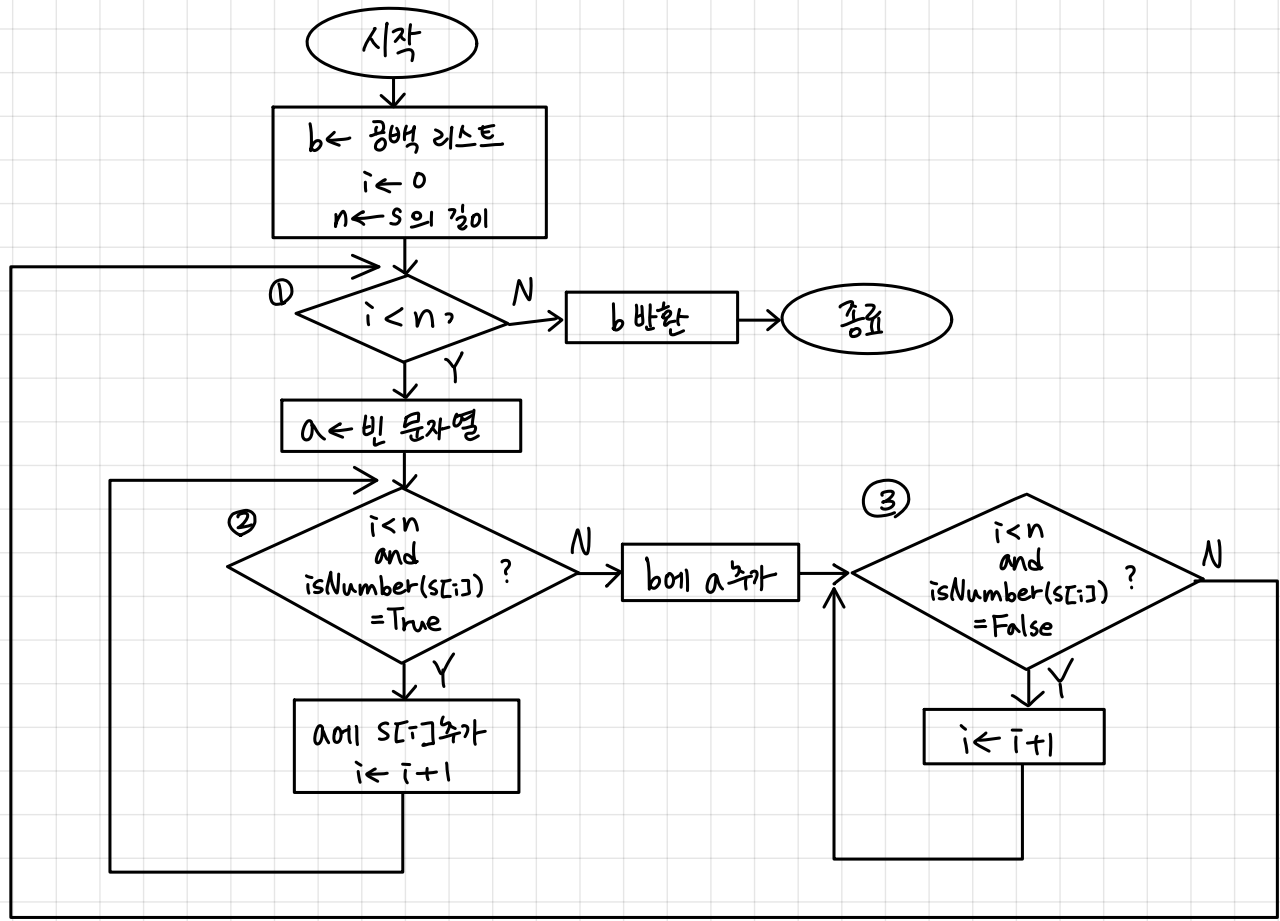 시작
b← 공백 리스트
i← 0
n← s의 길이
①
i < n ?
N
b 반환
종료
Y
a← 빈 문자열
②
i<n
and
isNumber(s[i])
=True
?
N
b에 a 추가
③
i<n
and
isNumber(s[i])
=False
?
N
Y
a에 s[i]추가
i← i+1
Y
i← i+1